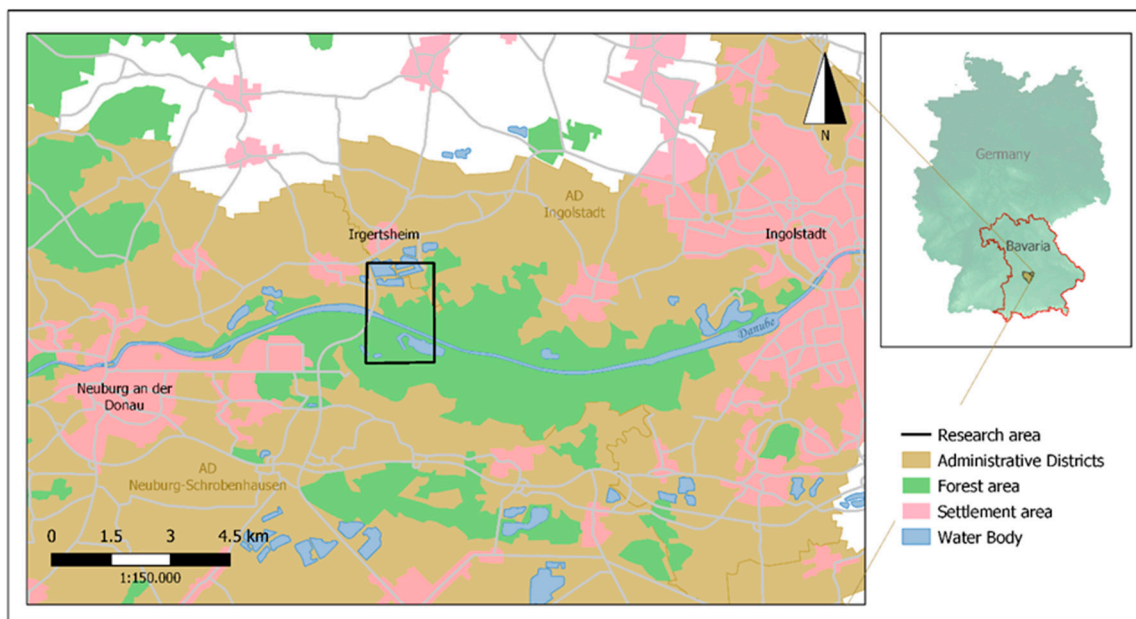 N
Germany
Bavaria
AD
Ingolstadt
Irgertsheim
Ingolstadt
Danube
Neuburg an der
Donau
AD
Neuburg-Schrobenhausen
0 1.5 3 4.5 km
1:150.000
Research area
Administrative Districts
Forest area
Settlement area
Water Body